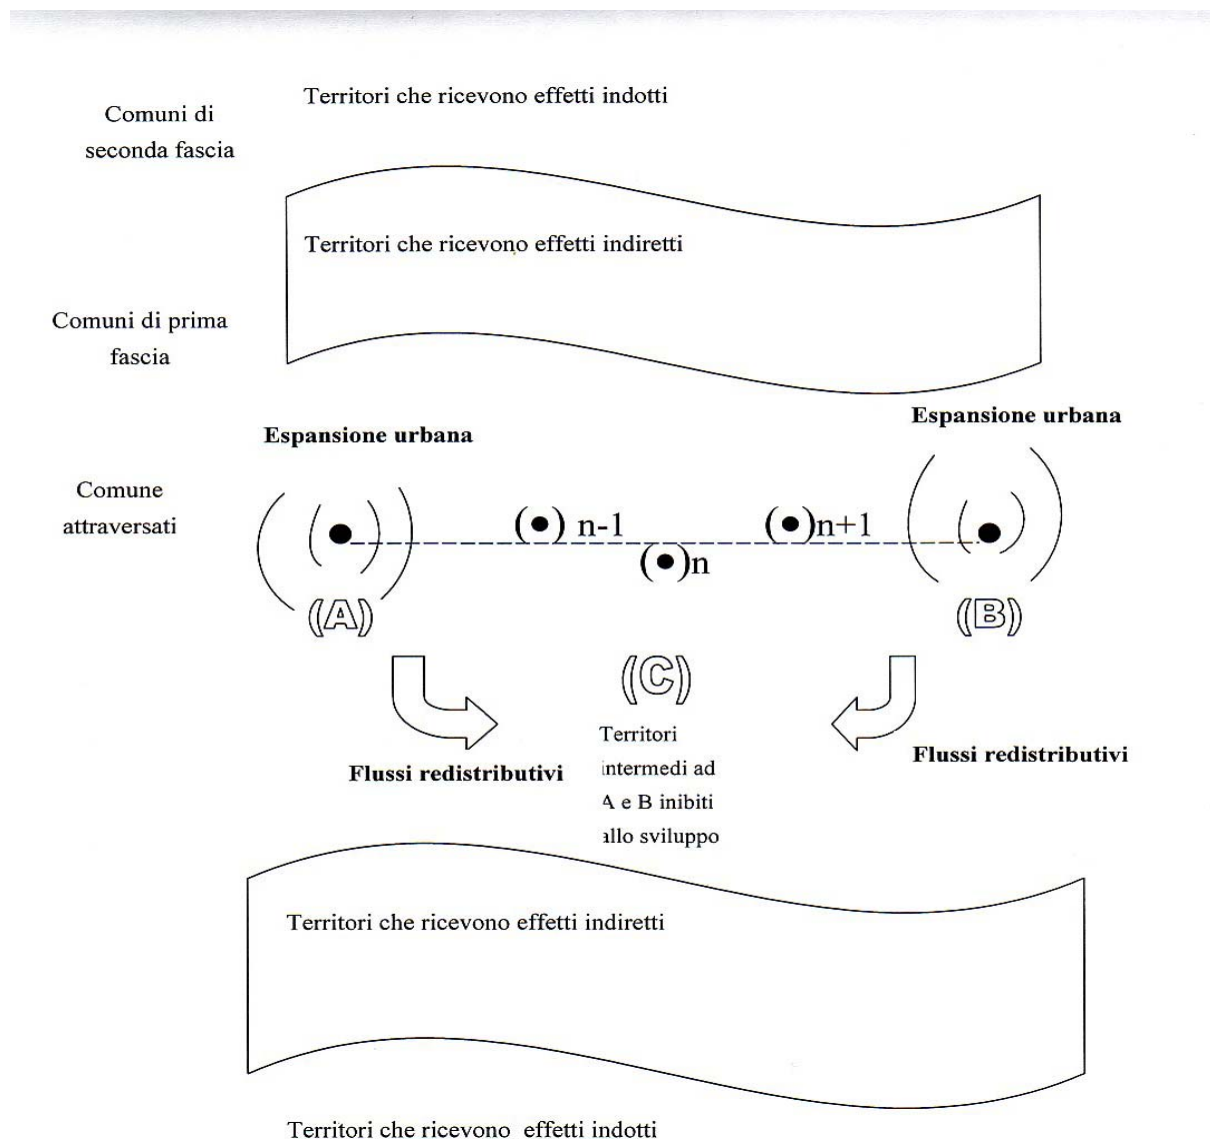 Territori che ricevono effetti indotti
Comuni di
seconda fascia
Territori che ricevono effetti indiretti
Comuni di prima
fascia
Espansione urbana
Espansione urbana
Comune
attraversati
(•) n-1
(•)n+1
(•)n
(A)
(B)
(C)
Territori
intermedi ad
A e B inibiti
allo sviluppo
Flussi redistributivi
Flussi redistributivi
Territori che ricevono effetti indiretti
Territori che ricevono effetti indotti